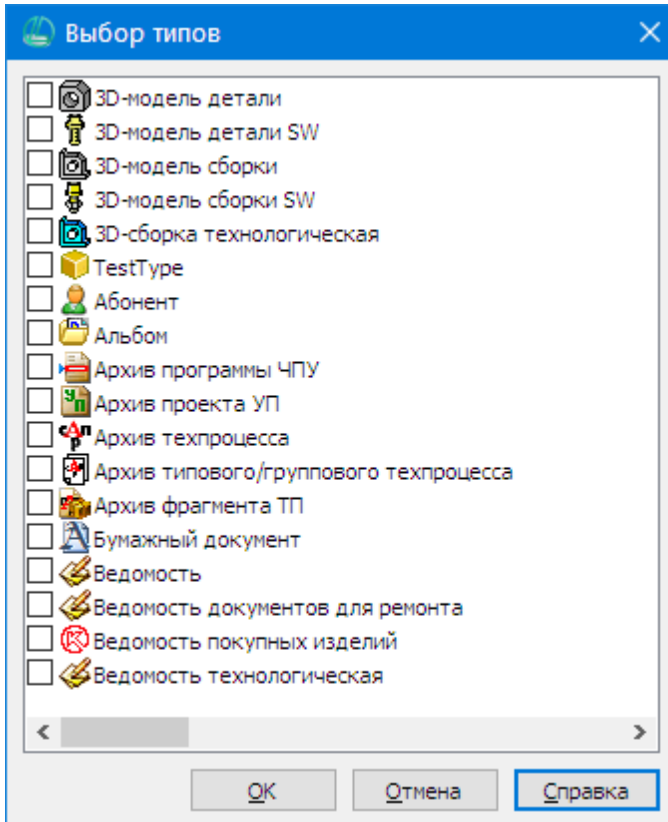 Выбор типов
3D-модель детали
3D-модель детали SW
3D-модель сборки
3D-модель сборки SW
3D-сборка технологическая
TestType
Абонент
Альбом
Архив программы ЧПУ
Архив проекта УП
Архив техпроцесса
Архив типового/группового техпроцесса
Архив фрагмента ТП
Бумажный документ
Ведомость
Ведомость документов для ремонта
Ведомость покупных изделий
Ведомость технологическая
OK Отмена Справка